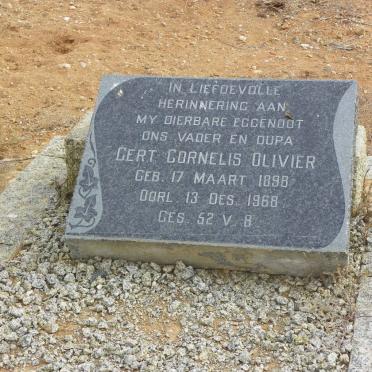 IN LIEFDEVOLLE
HERINNERING AAN
MY DIERBARE EGGENOOT
ONS VADER EN OUPA
GERT CORNELIS OLIVIER
GEB. 17 MAART 1898
OORL 13 DES. 1968
GES. 52 V. 8